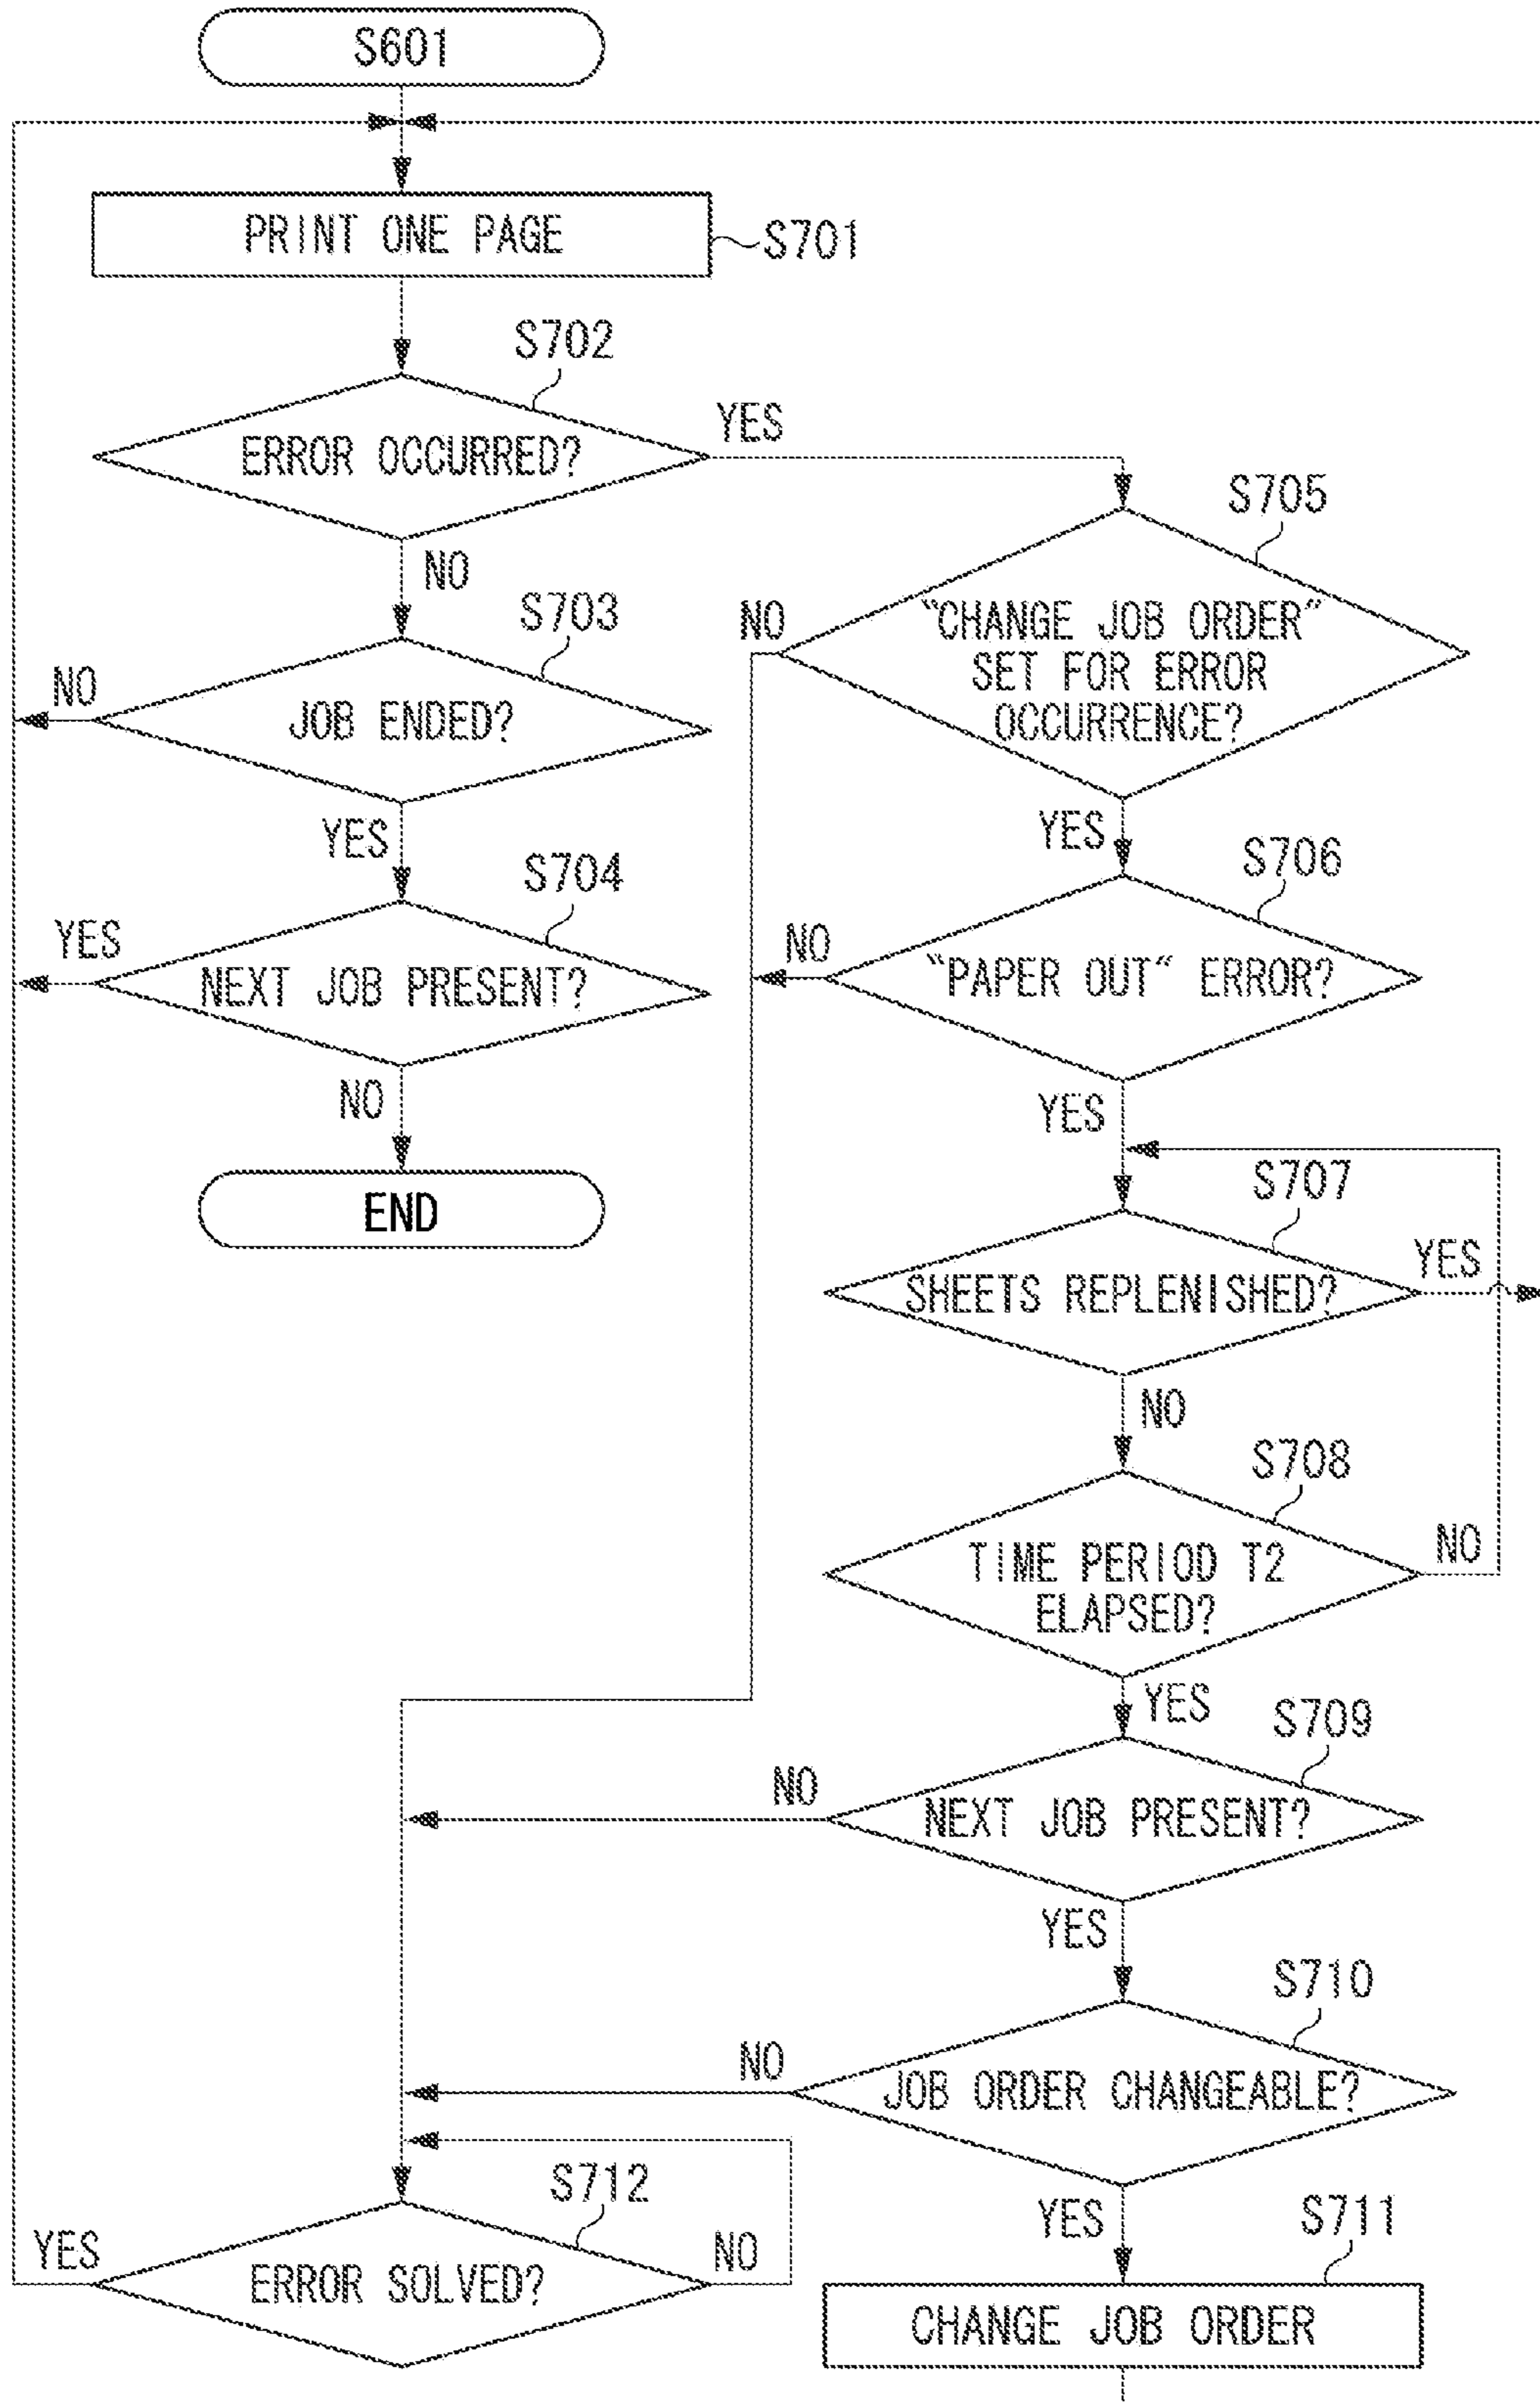 S601
PRINT ONE PAGE
S701
S702
ERROR OCCURRED?
YES
NO
S703
JOB ENDED?
NO
YES
S704
NEXT JOB PRESENT?
YES
NO
END
S705
"CHANGE JOB ORDER"
SET FOR ERROR
OCCURRENCE?
NO
YES
S706
"PAPER OUT" ERROR?
NO
YES
S707
SHEETS REPLENISHED?
YES
NO
S708
TIME PERIOD T2
ELAPSED?
NO
YES
S709
NEXT JOB PRESENT?
NO
YES
S710
JOB ORDER CHANGEABLE?
NO
YES
S711
CHANGE JOB ORDER
S712
ERROR SOLVED?
YES
NO